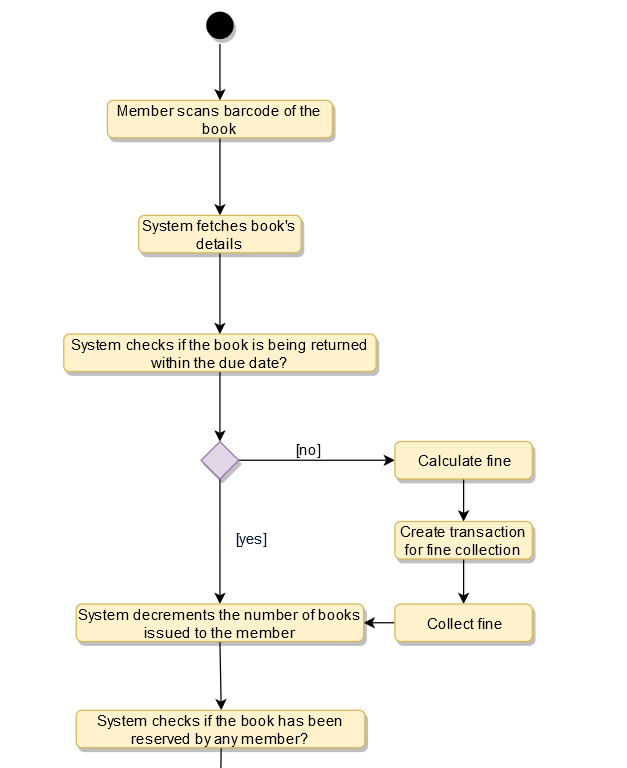 Member scans barcode of the
book
System fetches book's
details
System checks if the book is being returned
within the due date?
[no]
Calculate fine
Create transaction
for fine collection
[yes]
System decrements the number of books
issued to the member
Collect fine
System checks if the book has been
reserved by any member?